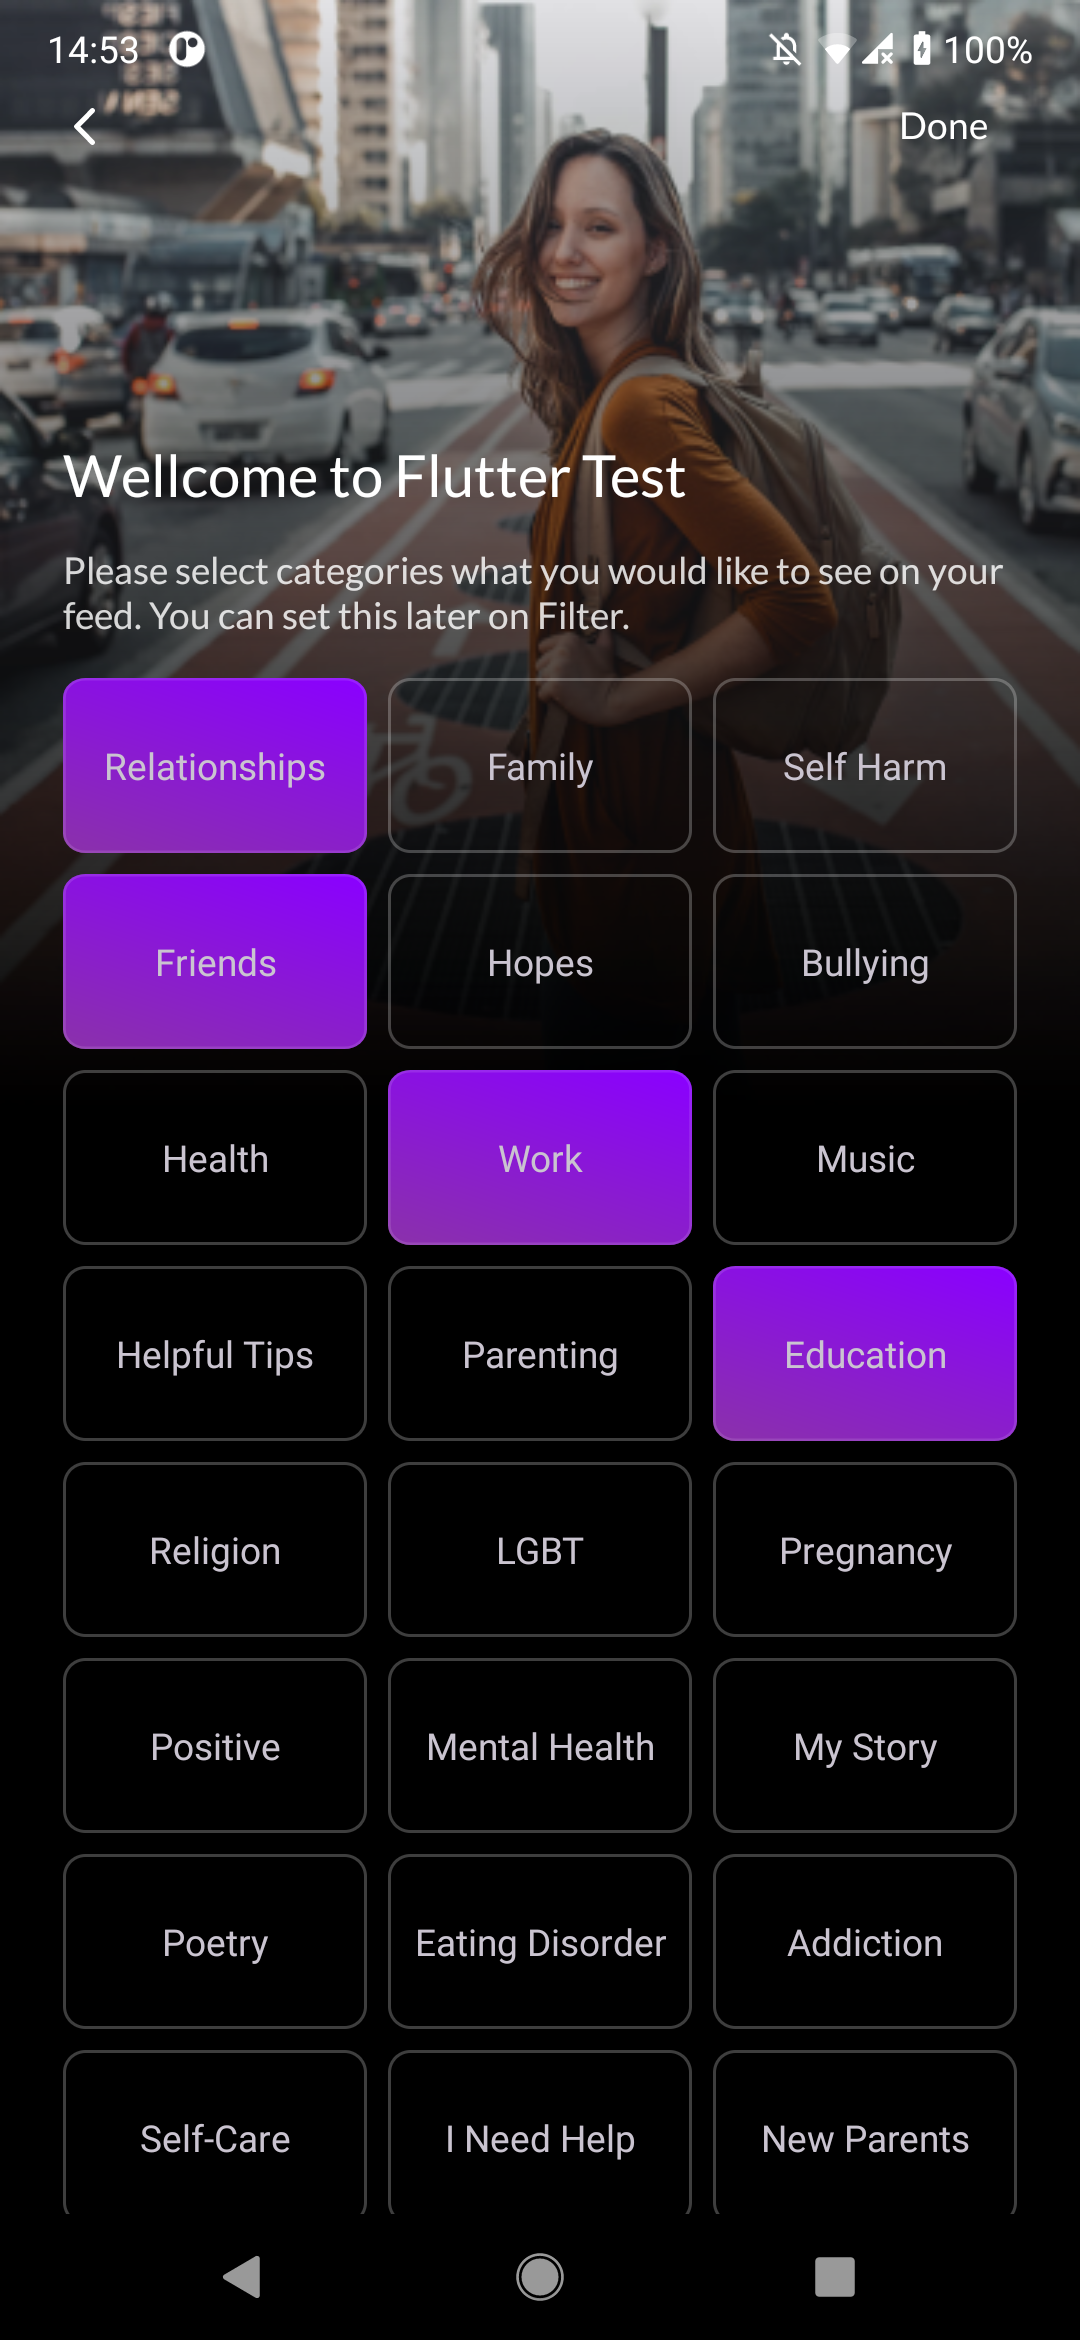 14:53
100%
Done
Wellcome to Flutter Test
Please select categories what you would like to see on your
feed. You can set this later on Filter.
Relationships
Family
Self Harm
Friends
Hopes
Bullying
Health
Work
Music
Helpful Tips
Parenting
Education
Religion
LGBT
Pregnancy
Positive
Mental Health
My Story
Poetry
Eating Disorder
Addiction
Self-Care
I Need Help
New Parents